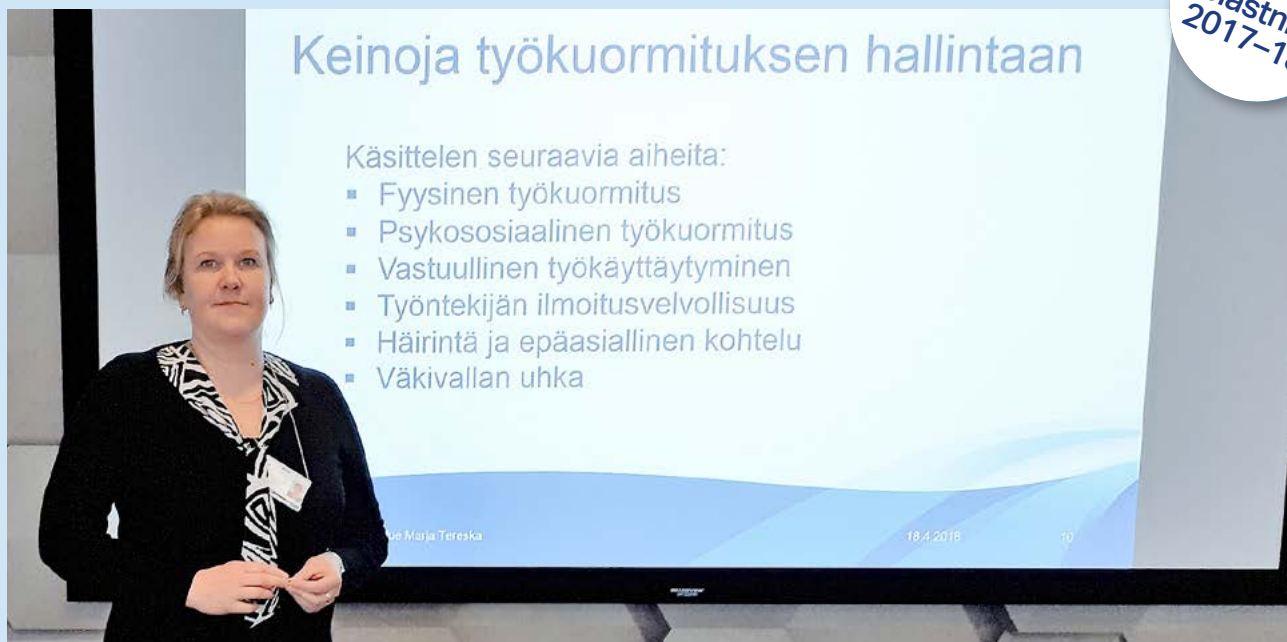 Keinoja työkuormituksen hallintaan
Käsittelen seuraavia aiheita:
▪ Fyysinen työkuormitus
▪ Psykososiaalinen työkuormitus
▪ Vastuullinen työkäyttäytyminen
▪ Työntekijän ilmoitusvelvollisuus
▪ Häirintä ja epäasiallinen kohtelu
▪ Väkivallan uhka
Marja Tereska
18.4.2018
10
2017–18